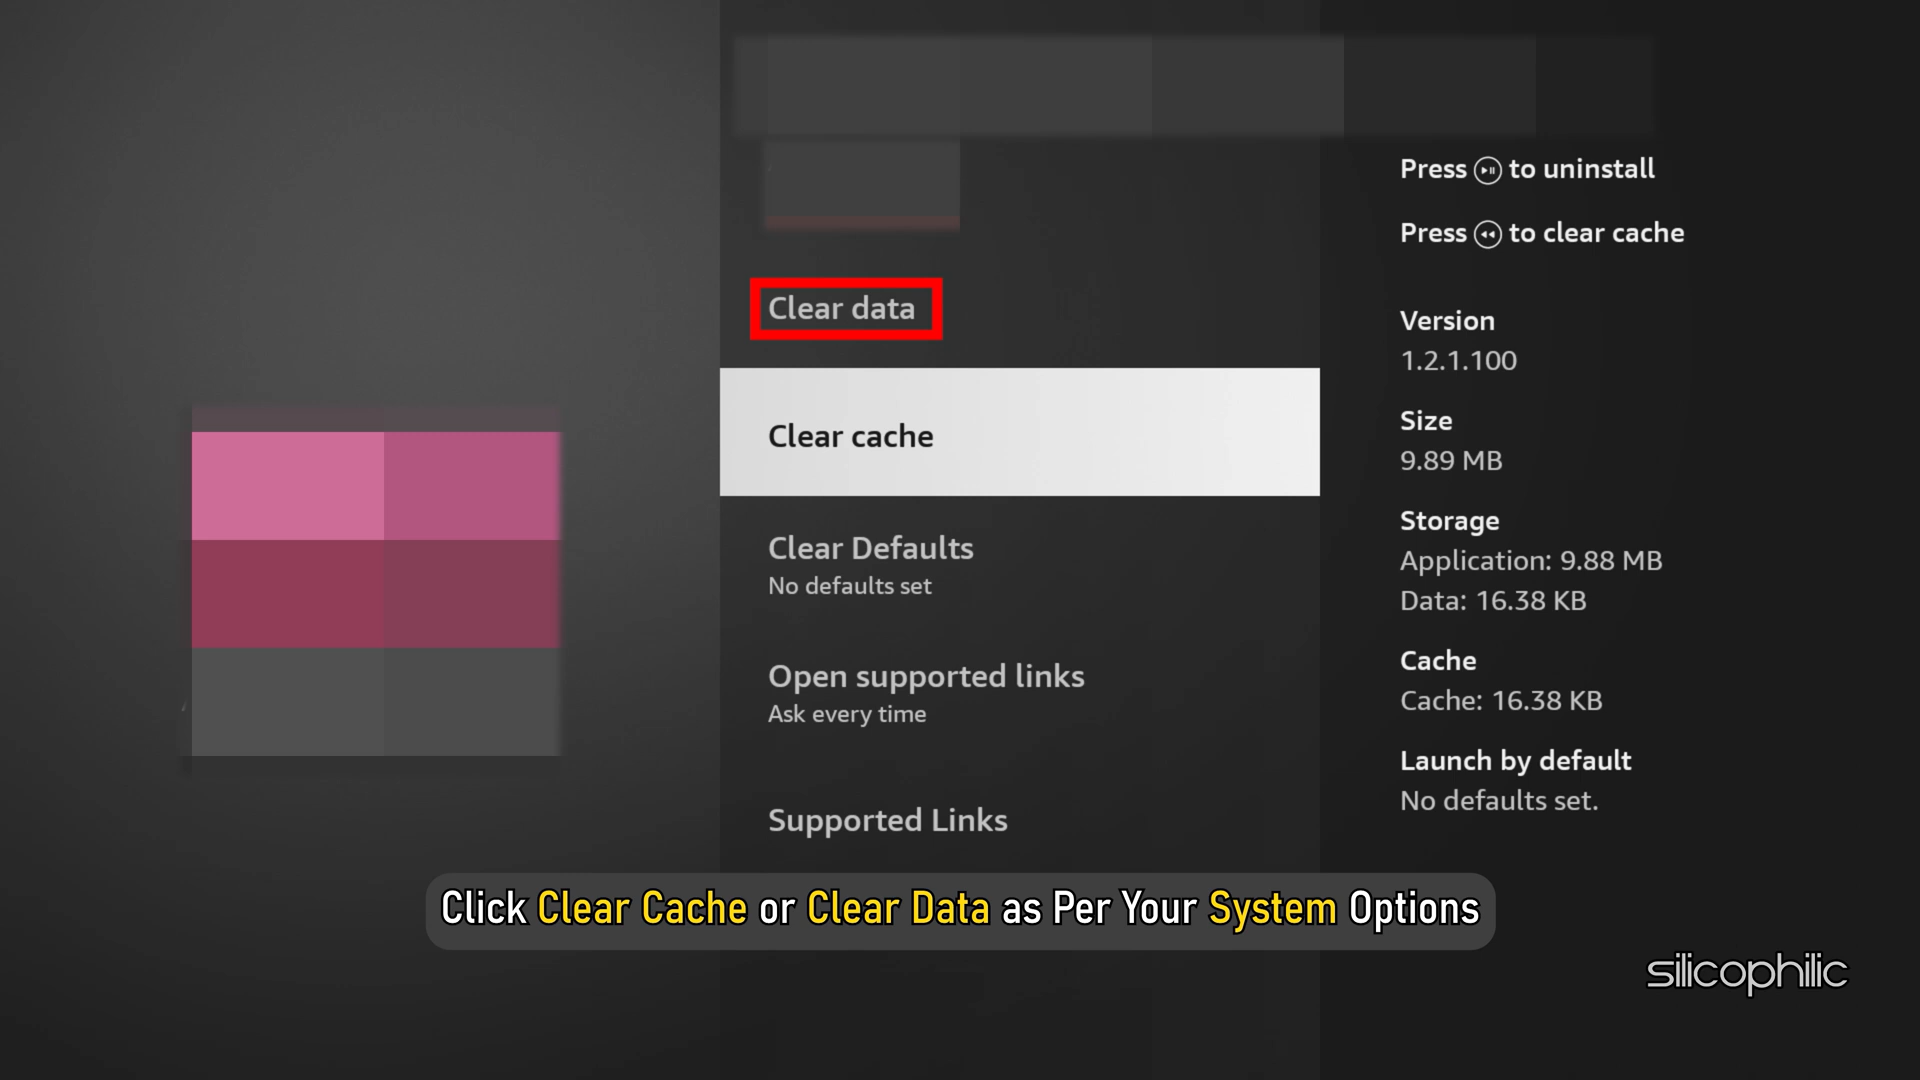 Clear data
Clear cache
Clear Defaults
No defaults set
Open supported links
Ask every time
Supported Links
Press to uninstall
Press to clear cache
Version
1.2.1.100
Size
9.89 MB
Storage
Application: 9.88 MB
Data: 16.38 KB
Cache
Cache: 16.38 KB
Launch by default
No defaults set.
Click Clear Cache or Clear Data as Per Your System Options
silicophilic